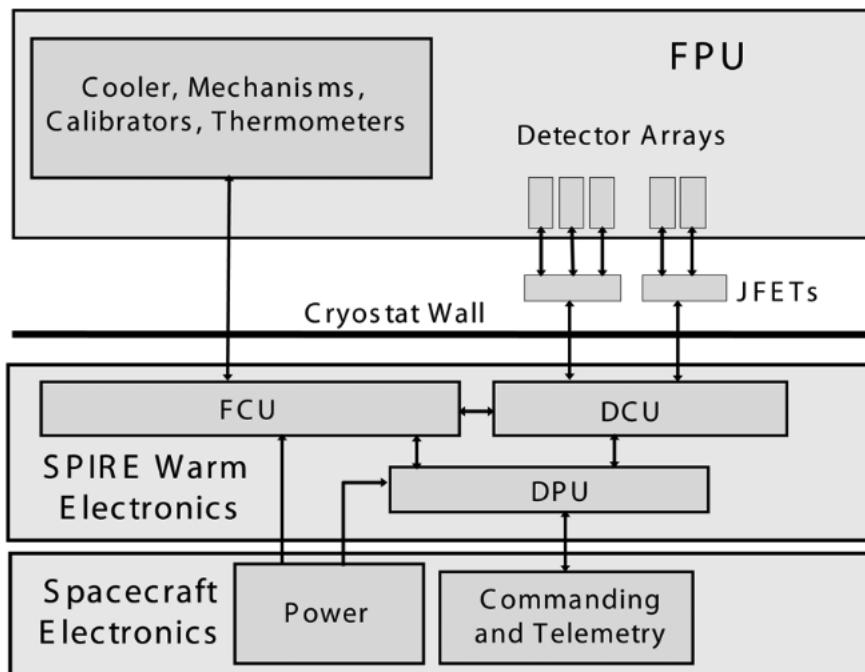 FPU
Cooler, Mechanisms,
Calibrators, Thermometers
Detector Arrays
JFETs
Cryostat Wall
FCU
DCU
SPIRE Warm
Electronics
DPU
Spacecraft
Electronics
Power
Commanding
and Telemetry